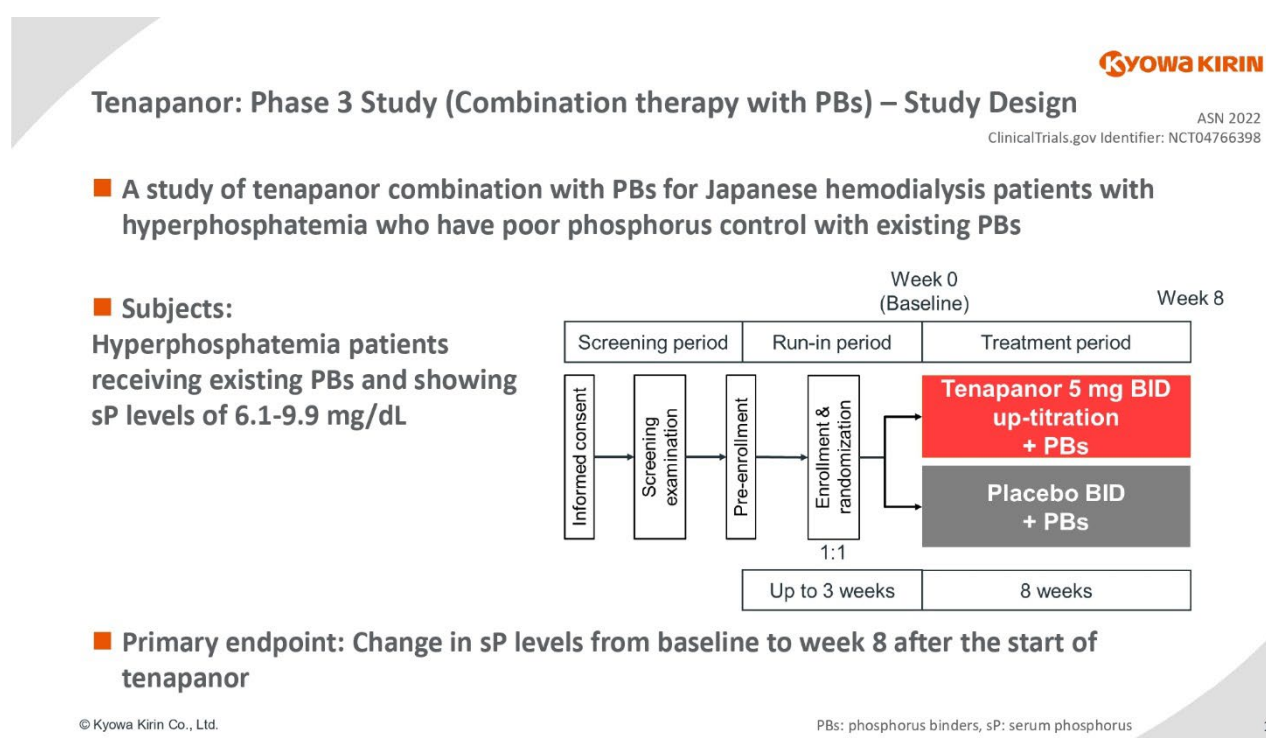 KYOWA KIRIN
Tenapanor: Phase 3 Study (Combination therapy with PBs) – Study Design
ASN 2022
ClinicalTrials.gov Identifier: NCT04766398
■ A study of tenapanor combination with PBs for Japanese hemodialysis patients with
hyperphosphatemia who have poor phosphorus control with existing PBs
■ Subjects:
Hyperphosphatemia patients
receiving existing PBs and showing
sP levels of 6.1-9.9 mg/dL
Week 0
(Baseline)
Week 8
Screening period
Run-in period
Treatment period
Informed consent
Screening
examination
Pre-enrollment
Enrollment &
randomization
1:1
Tenapanor 5 mg BID
up-titration
+ PBs
Placebo BID
+ PBs
Up to 3 weeks
8 weeks
■ Primary endpoint: Change in sP levels from baseline to week 8 after the start of
tenapanor
© Kyowa Kirin Co., Ltd.
PBs: phosphorus binders, sP: serum phosphorus